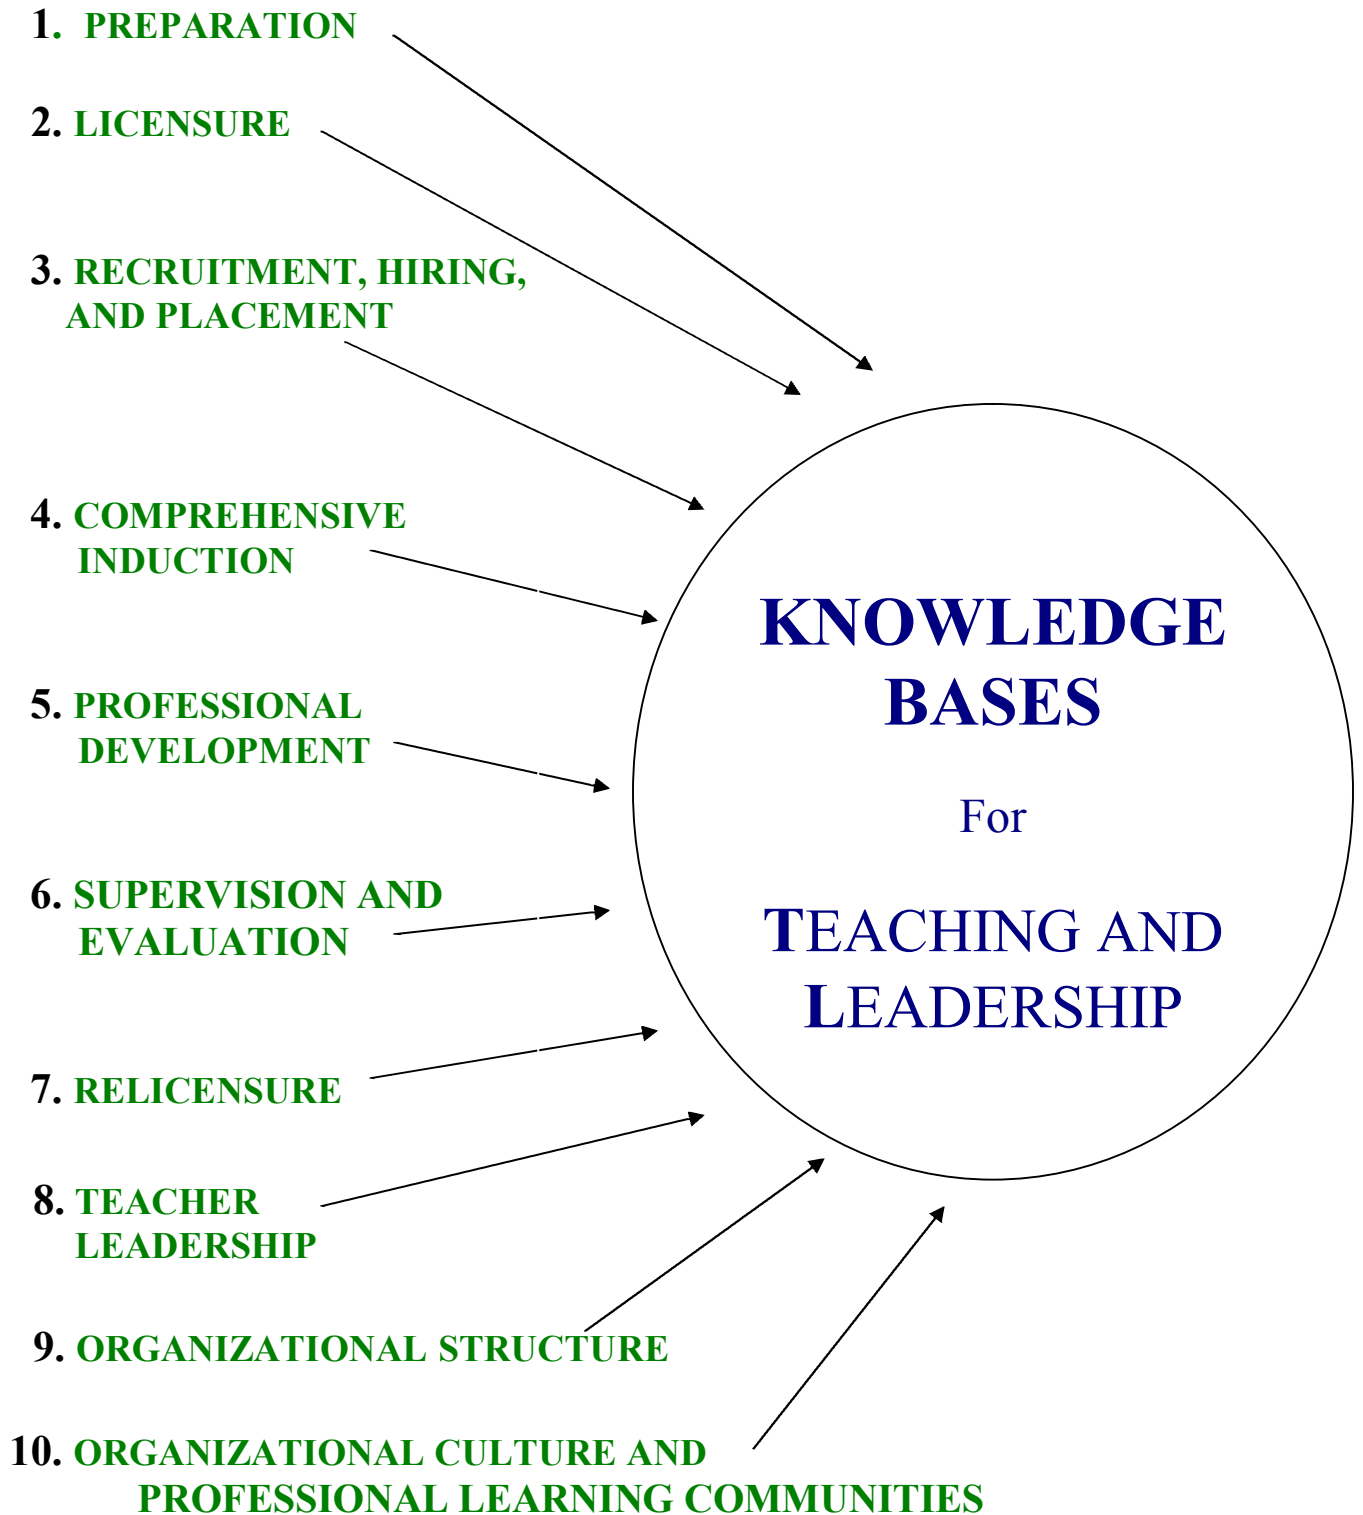 1. PREPARATION
2. LICENSURE
3. RECRUITMENT, HIRING,
AND PLACEMENT
4. COMPREHENSIVE
INDUCTION
5. PROFESSIONAL
DEVELOPMENT
6. SUPERVISION AND
EVALUATION
7. RELICENSURE
8. TEACHER
LEADERSHIP
9. ORGANIZATIONAL STRUCTURE
10. ORGANIZATIONAL CULTURE AND
PROFESSIONAL LEARNING COMMUNITIES
KNOWLEDGE
BASES
For
TEACHING AND
LEADERSHIP